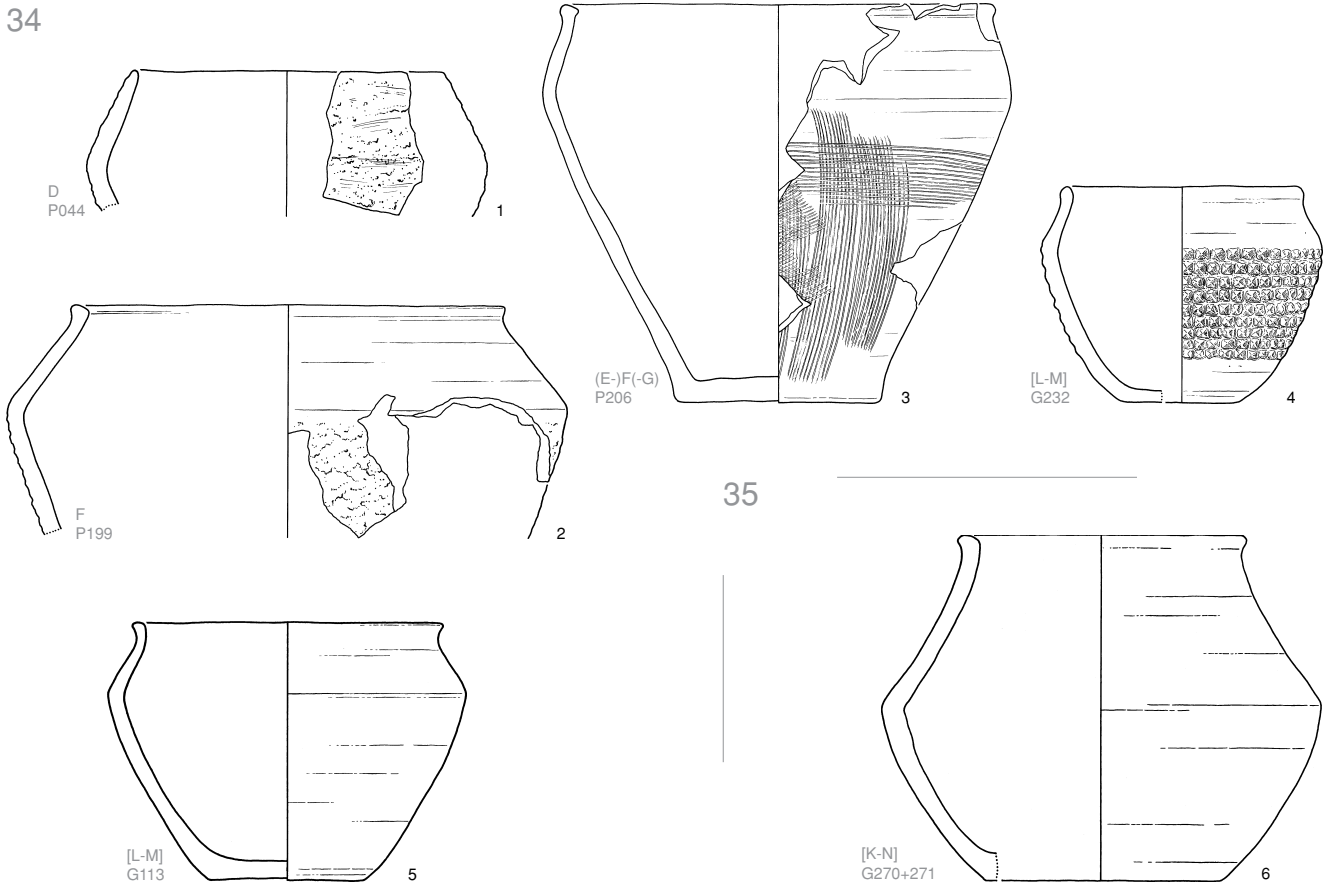 34
D
P044
1
(E-)F(-G)
P206
3
[L-M]
G232
4
F
P199
2
35
[L-M]
G113
5
[K-N]
G270+271
6